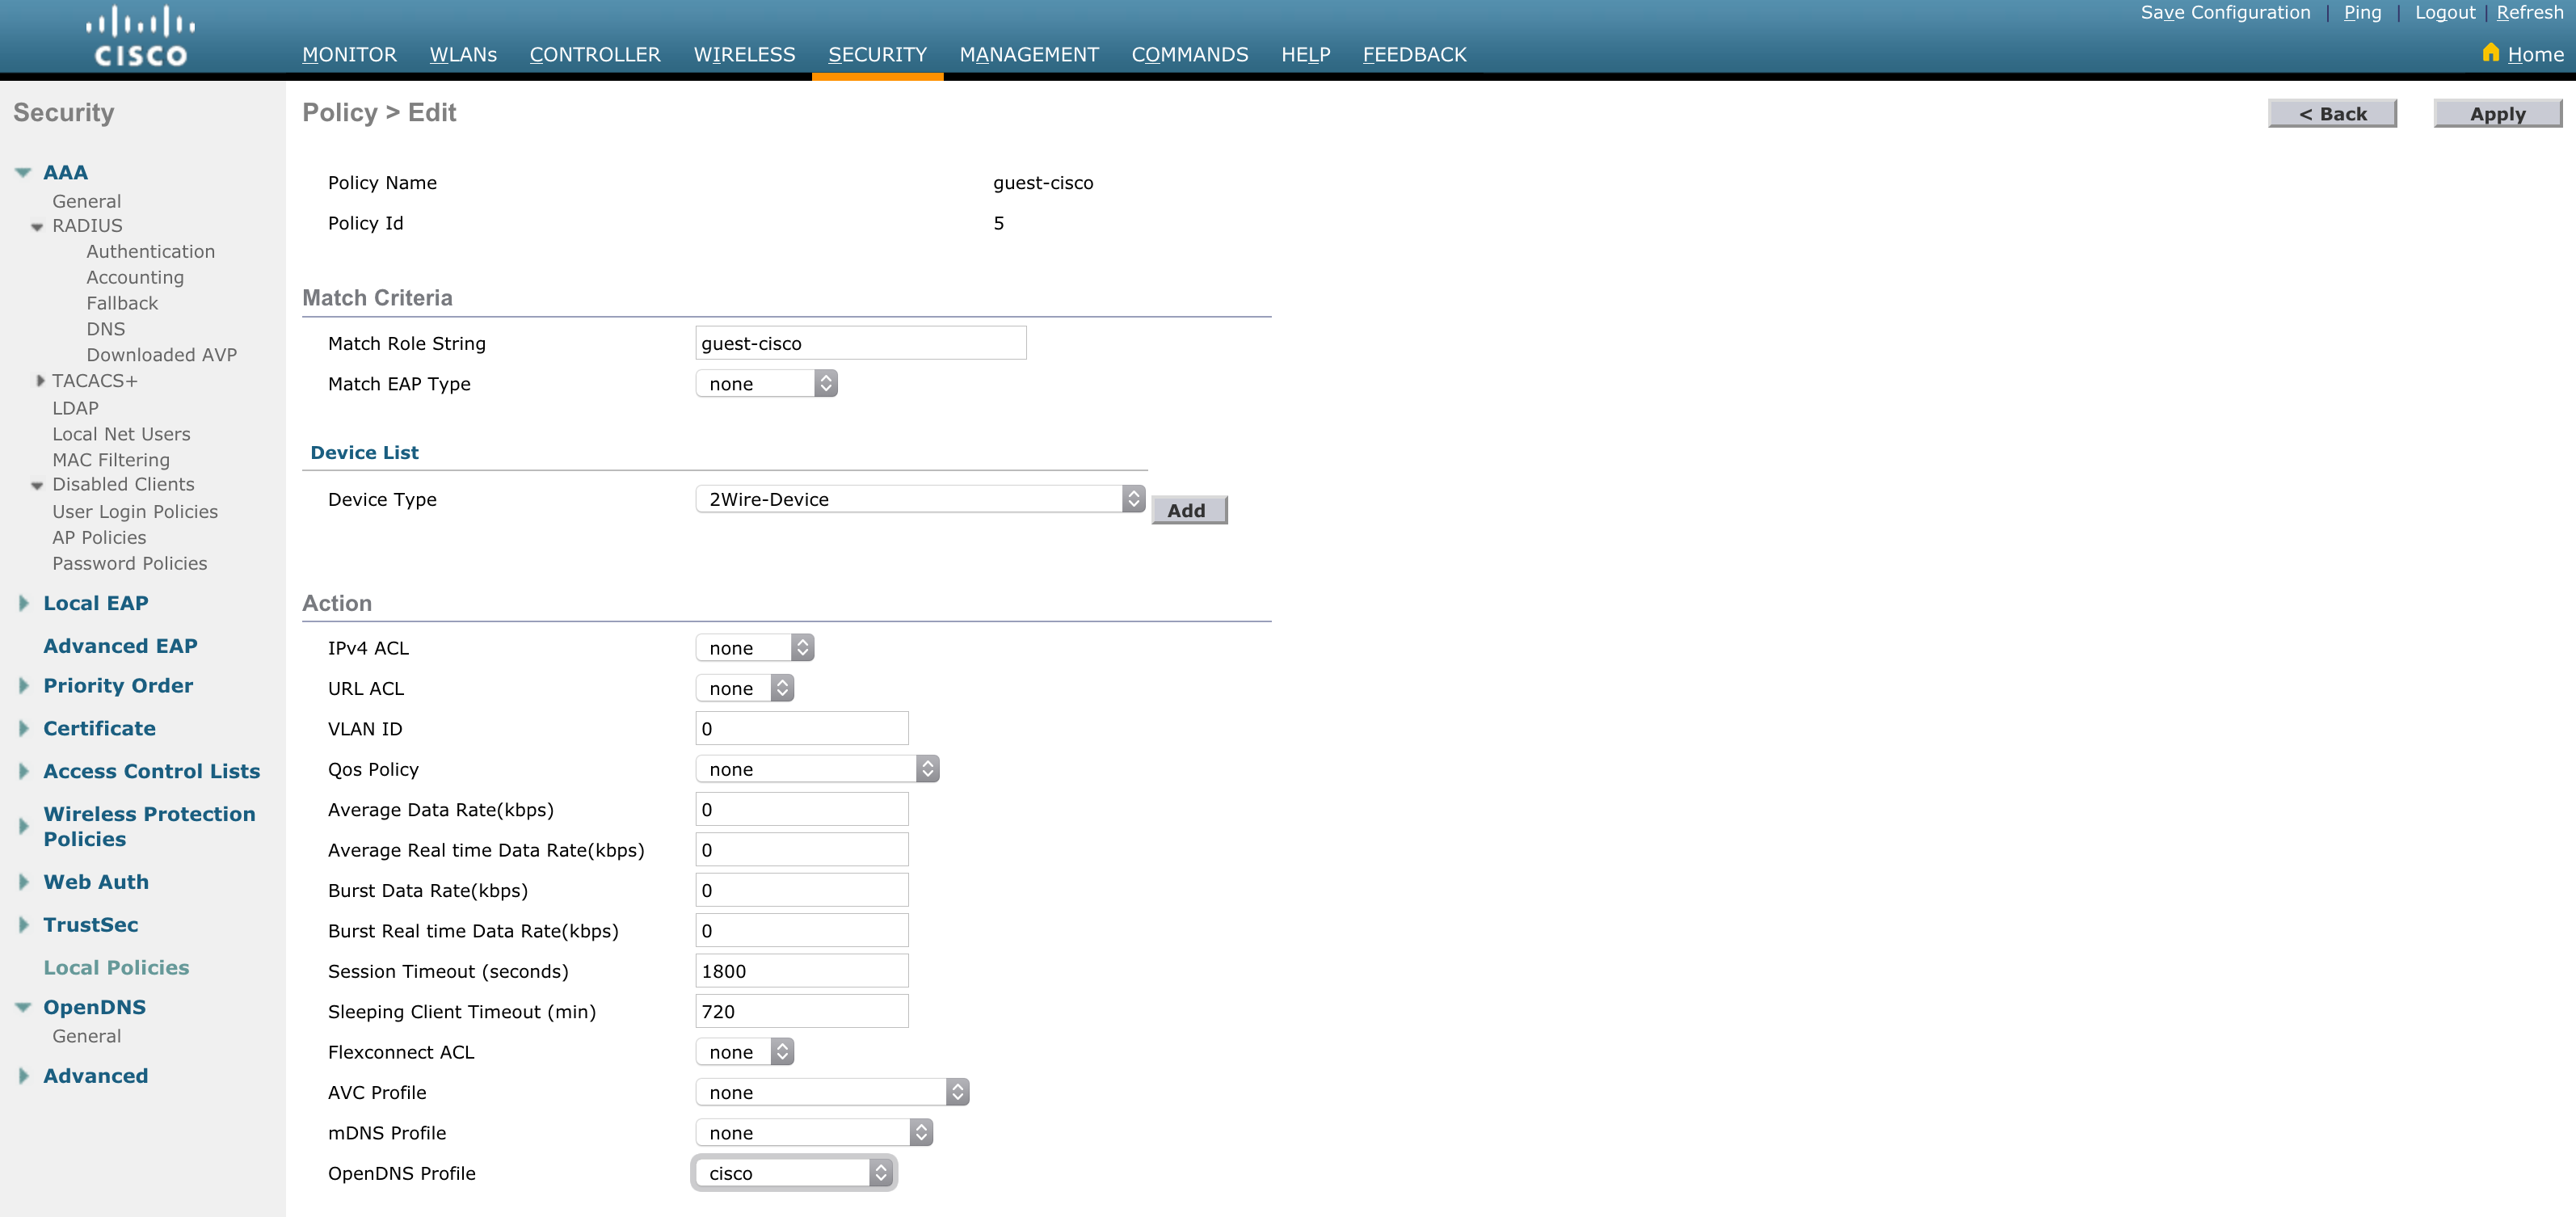 Save Configuration | Ping | Logout | Refresh
CISCO
MONITOR WLANs CONTROLLER WIRELESS SECURITY MANAGEMENT COMMANDS HELP FEEDBACK
Home
Security
AAA
General
RADIUS
Authentication
Accounting
Fallback
DNS
Downloaded AVP
TACACS+
LDAP
Local Net Users
MAC Filtering
Disabled Clients
User Login Policies
AP Policies
Password Policies
Local EAP
Advanced EAP
Priority Order
Certificate
Access Control Lists
Wireless Protection
Policies
Web Auth
TrustSec
Local Policies
OpenDNS
General
Advanced
Policy > Edit
< Back
Apply
Policy Name guest-cisco
Policy Id 5
Match Criteria
Match Role String guest-cisco
Match EAP Type none
Device List
Device Type 2Wire-Device Add
Action
IPv4 ACL none
URL ACL none
VLAN ID 0
Qos Policy none
Average Data Rate(kbps) 0
Average Real time Data Rate(kbps) 0
Burst Data Rate(kbps) 0
Burst Real time Data Rate(kbps) 0
Session Timeout (seconds) 1800
Sleeping Client Timeout (min) 720
Flexconnect ACL none
AVC Profile none
mDNS Profile none
OpenDNS Profile cisco